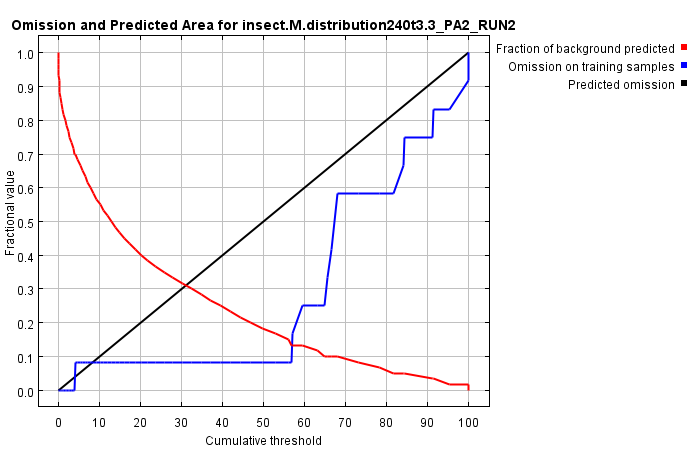 Omission and Predicted Area for insect.M.distribution240t3.3_PA2_RUN2
Fraction of background predicted
Omission on training samples
Predicted omission
Fractional value
1.0
0.9
0.8
0.7
0.6
0.5
0.4
0.3
0.2
0.1
0.0
0 10 20 30 40 50 60 70 80 90 100
Cumulative threshold